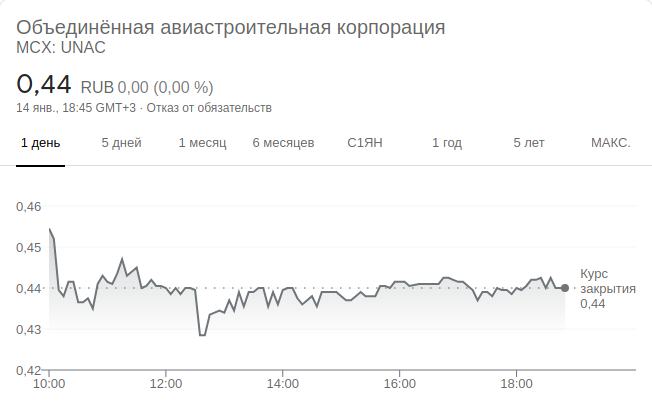 Объединённая авиастроительная корпорация
MCX: UNAC
0,44 RUB 0,00 (0,00 %)
14 янв., 18:45 GMT+3 · Отказ от обязательств
1 день 5 дней 1 месяц 6 месяцев С1ЯН 1 год 5 лет МАКС.
0,46
0,45
0,44
0,43
0,42
Курс
закрытия
0,44
10:00 12:00 14:00 16:00 18:00